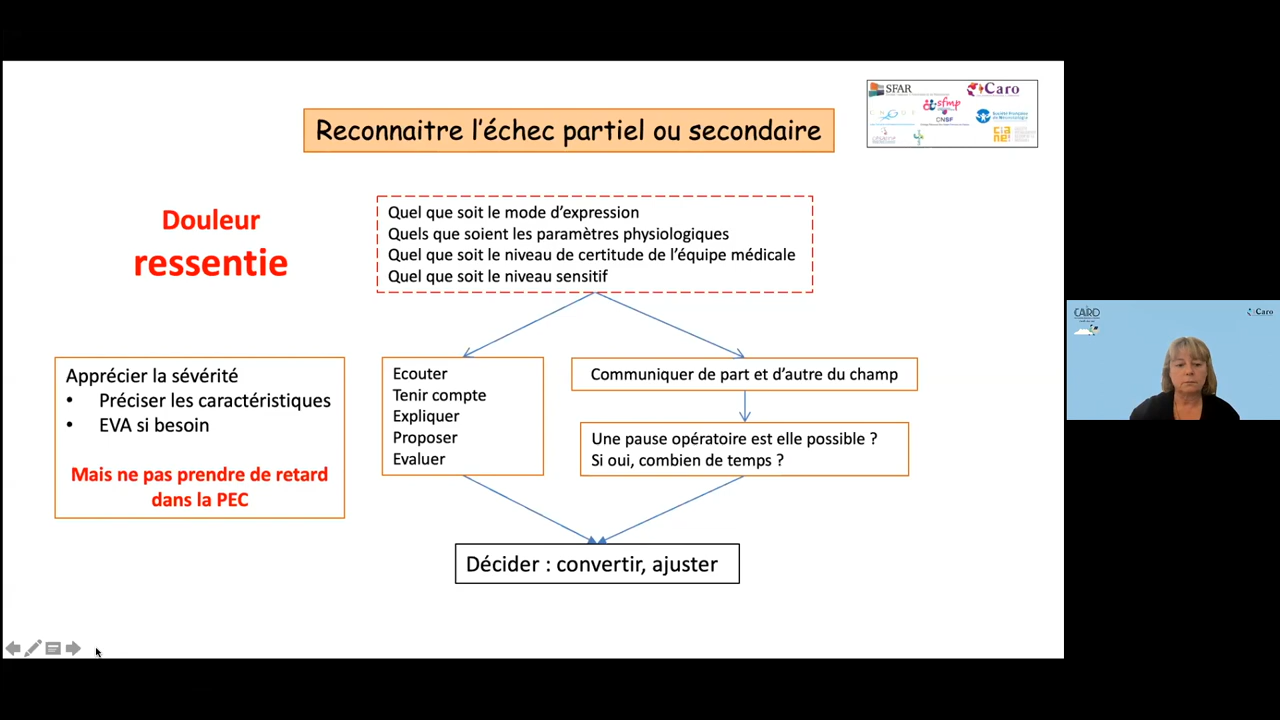 SFAR
Caro
sfmp
CNSF
Reconnaitre l'échec partiel ou secondaire
Douleur
ressentie
Quel que soit le mode d'expression
Quels que soient les paramètres physiologiques
Quel que soit le niveau de certitude de l'équipe médicale
Quel que soit le niveau sensitif
Apprécier la sévérité
• Préciser les caractéristiques
• EVA si besoin
Mais ne pas prendre de retard
dans la PEC
Ecouter
Tenir compte
Expliquer
Proposer
Evaluer
Communiquer de part et d'autre du champ
Une pause opératoire est elle possible ?
Si oui, combien de temps ?
Décider : convertir, ajuster
CARO
Caro